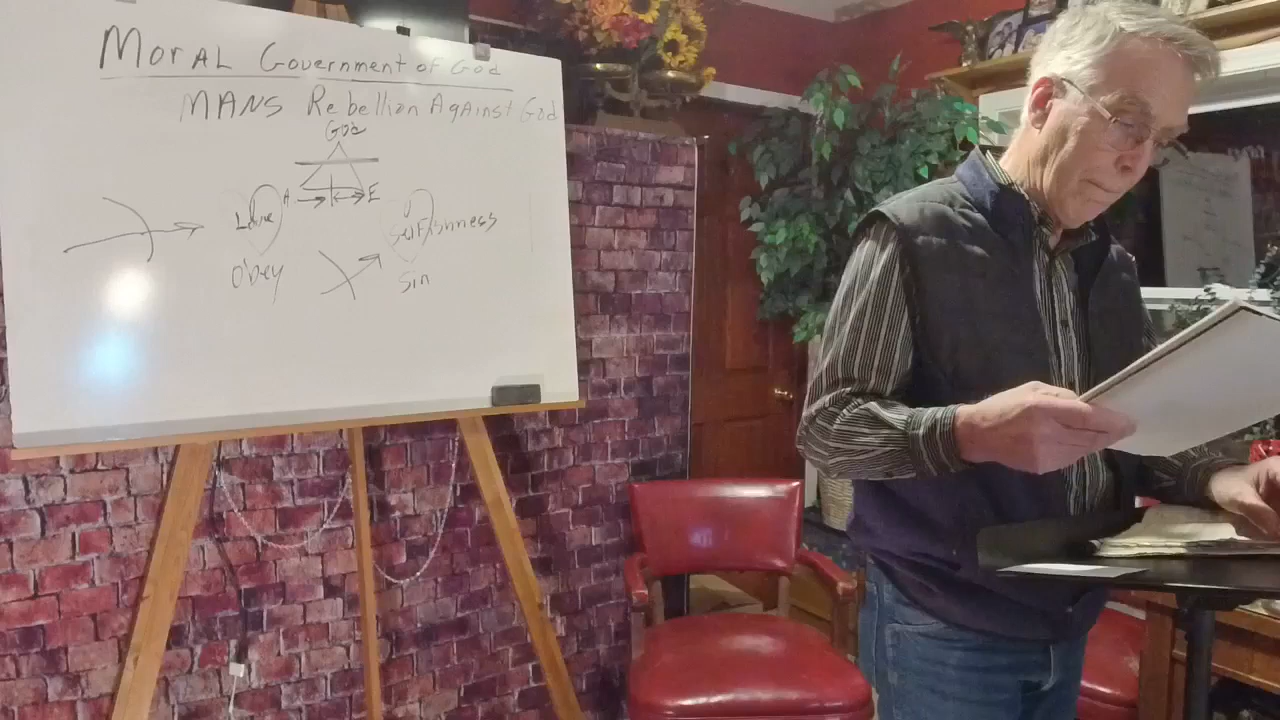 Moral Government of God
MANS Rebellion Against God
God
A E
Love
Selfishness
Obey
Sin